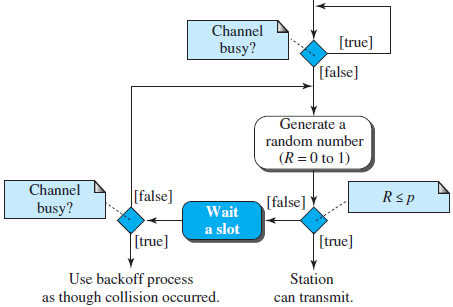 Channel
busy?
[true]
[false]
Generate a
random number
(R = 0 to 1)
Channel
busy?
[false]
Wait
a slot
[false]
R ≤ p
[true]
[true]
Use backoff process
as though collision occurred.
Station
can transmit.